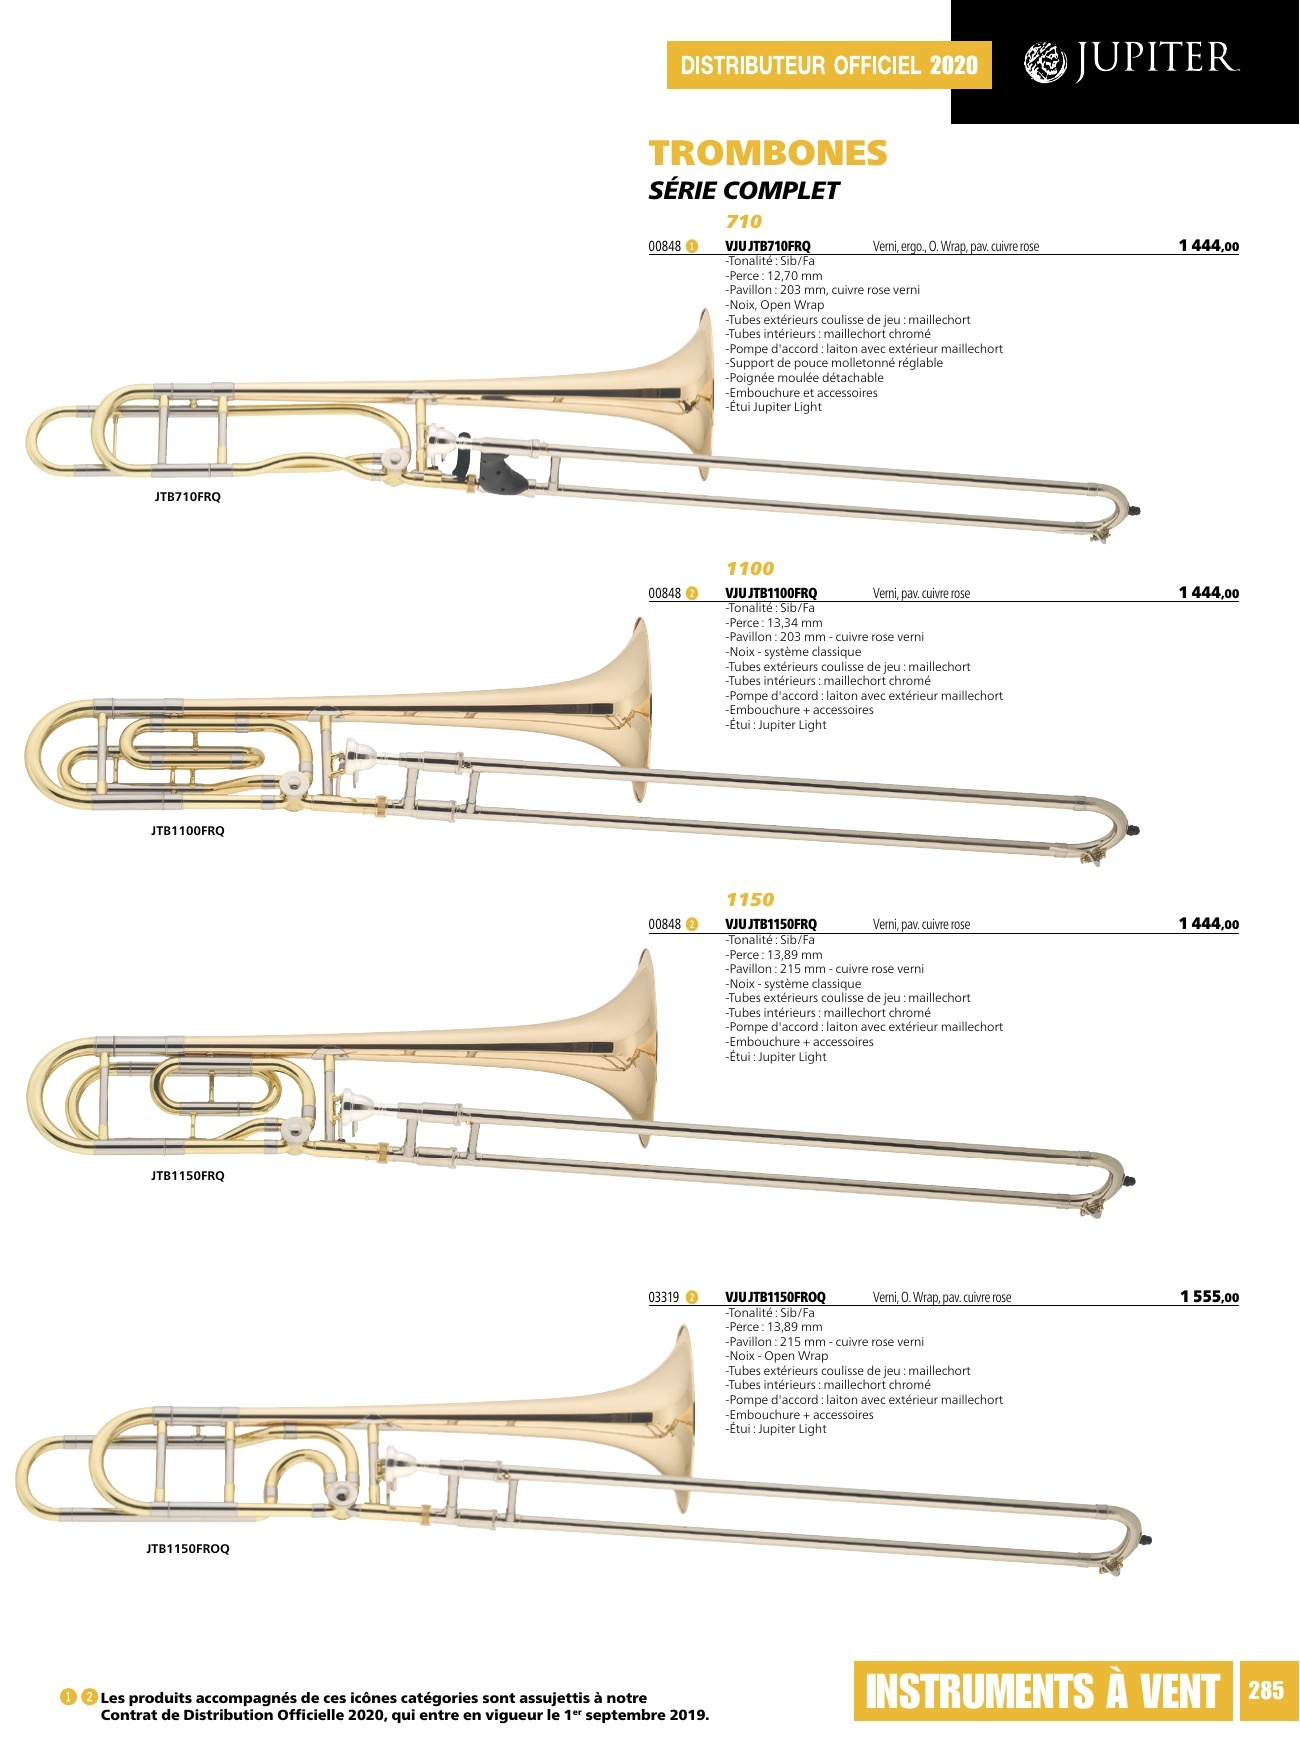 DISTRIBUTEUR OFFICIEL 2020
JUPITER
TROMBONES
SÉRIE COMPLET
710
00848 1 VJU JTB710FRQ Verni, ergo., O. Wrap, pav. cuivre rose 1 444,00
-Tonalité : Sib/Fa
-Perce : 12,70 mm
-Pavillon : 203 mm, cuivre rose verni
-Noix, Open Wrap
-Tubes extérieurs coulisse de jeu : maillechort
-Tubes intérieurs : maillechort chromé
-Pompe d'accord : laiton avec extérieur maillechort
-Support de pouce molletonné réglable
-Poignée moulée détachable
-Embouchure et accessoires
-Étui Jupiter Light
JTB710FRQ
1100
00848 2 VJU JTB1100FRQ Verni, pav. cuivre rose 1 444,00
-Tonalité : Sib/Fa
-Perce : 13,34 mm
-Pavillon : 203 mm - cuivre rose verni
-Noix - système classique
-Tubes extérieurs coulisse de jeu : maillechort
-Tubes intérieurs : maillechort chromé
-Pompe d'accord : laiton avec extérieur maillechort
-Embouchure + accessoires
-Étui : Jupiter Light
JTB1100FRQ
1150
00848 2 VJU JTB1150FRQ Verni, pav. cuivre rose 1 444,00
-Tonalité : Sib/Fa
-Perce : 13,89 mm
-Pavillon : 215 mm - cuivre rose verni
-Noix - système classique
-Tubes extérieurs coulisse de jeu : maillechort
-Tubes intérieurs : maillechort chromé
-Pompe d'accord : laiton avec extérieur maillechort
-Embouchure + accessoires
-Étui : Jupiter Light
JTB1150FRQ
03319 2 VJU JTB1150FROQ Verni, O. Wrap, pav. cuivre rose 1 555,00
-Tonalité : Sib/Fa
-Perce : 13,89 mm
-Pavillon : 215 mm - cuivre rose verni
-Noix - Open Wrap
-Tubes extérieurs coulisse de jeu : maillechort
-Tubes intérieurs : maillechort chromé
-Pompe d'accord : laiton avec extérieur maillechort
-Embouchure + accessoires
-Étui : Jupiter Light
JTB1150FROQ
1 2 Les produits accompagnés de ces icônes catégories sont assujettis à notre
Contrat de Distribution Officielle 2020, qui entre en vigueur le 1er septembre 2019.
INSTRUMENTS À VENT 285